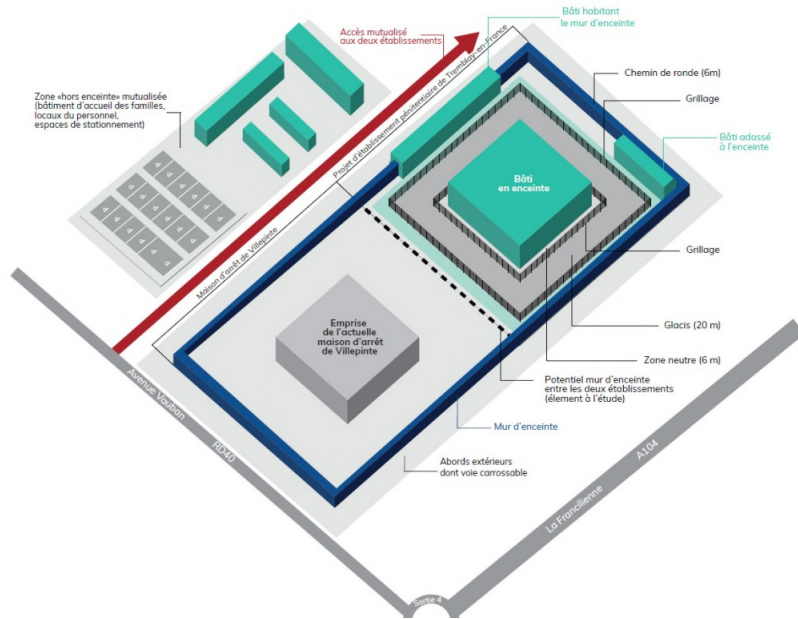 Bâti habitant
le mur d'enceinte
Accès mutualisé
aux deux établissements
Zone «hors enceinte» mutualisée
(bâtiment d'accueil des familles,
locaux du personnel,
espaces de stationnement)
Projet d'établissement pénitentiaire de Tremblay-en-France
Chemin de ronde (6m)
Grillage
Bâti adossé
à l'enceinte
Bâti
en enceinte
Grillage
Maison d'arrêt de Villepinte
Emprise
de l'actuelle
maison d'arrêt
de Villepinte
Glacis (20 m)
Zone neutre (6 m)
Potentiel mur d'enceinte
entre les deux établissements
(élement à l'étude)
Mur d'enceinte
Abords extérieurs
dont voie carrossable
Avenue Vauban
RD40
La Francilienne
A104
Sortie 4